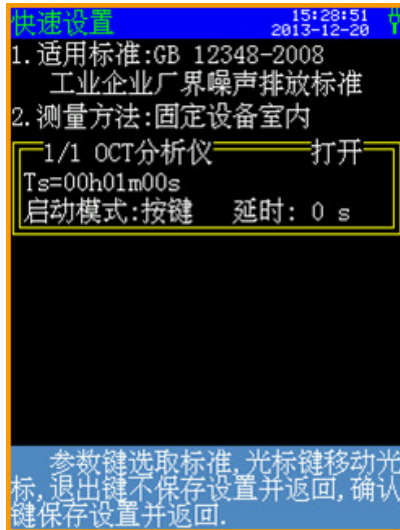 快速设置
15:28:51
2013-12-20
1.适用标准:GB 12348-2008
工业企业厂界噪声排放标准
2.测量方法:固定设备室内
1/1 OCT分析仪 打开
Ts=00h01m00s
启动模式:按键 延时: 0 s
参数键选取标准,光标键移动光
标,退出键不保存设置并返回,确认
键保存设置并返回.